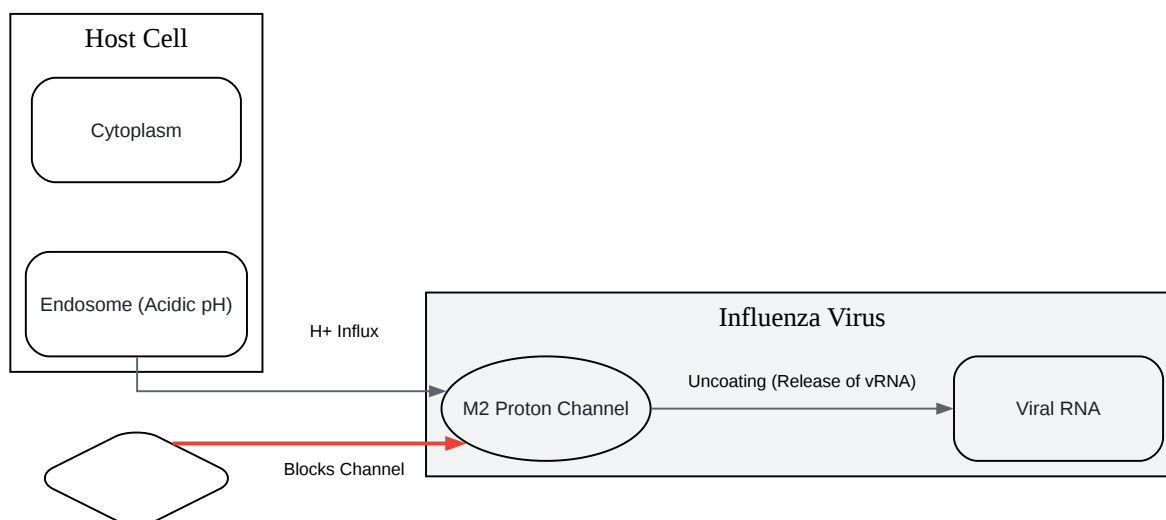 Host Cell
Cytoplasm
Endosome (Acidic pH)
H+ Influx
Influenza Virus
M2 Proton Channel
Uncoating (Release of vRNA)
Viral RNA
Blocks Channel